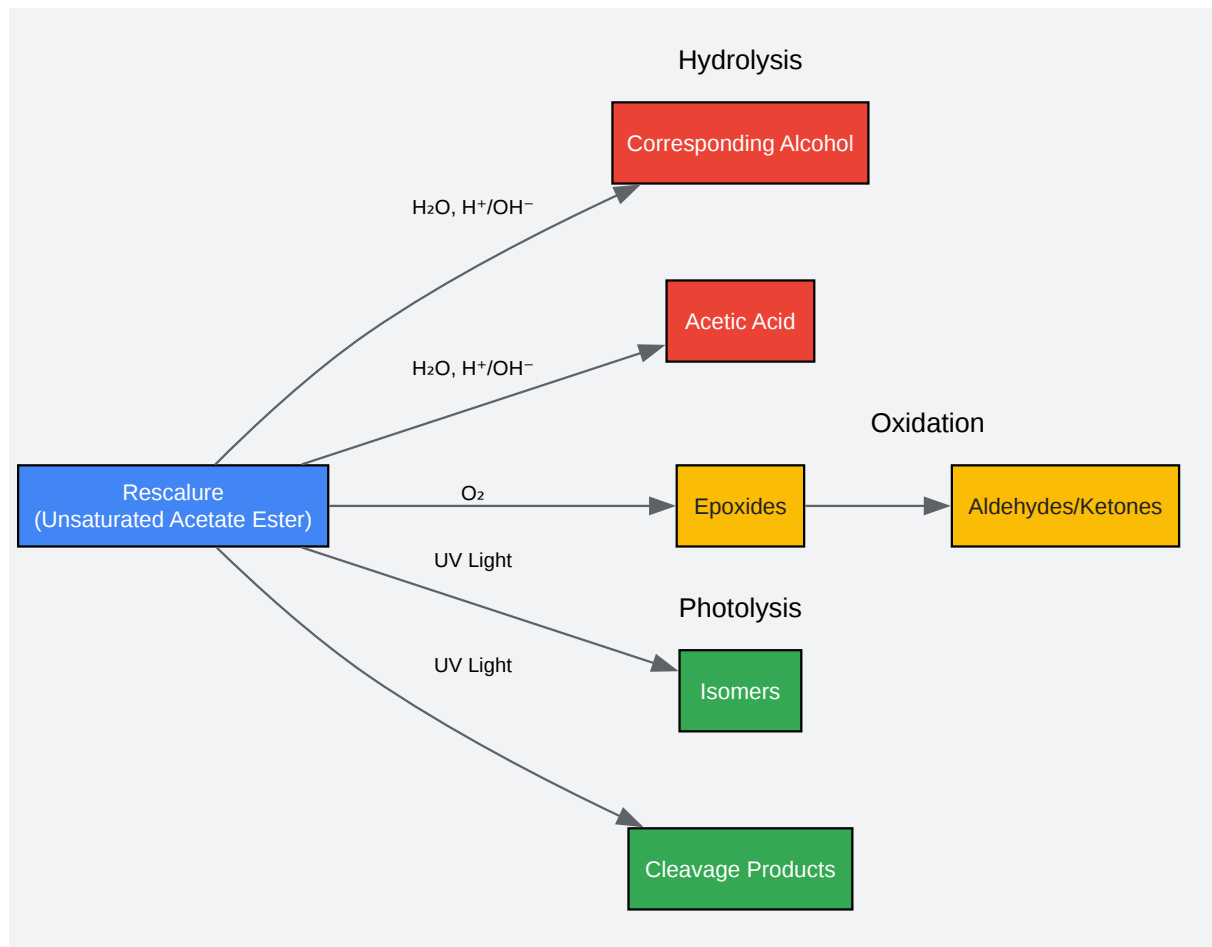 Hydrolysis
Corresponding Alcohol
H₂O, H⁺/OH⁻
Acetic Acid
H₂O, H⁺/OH⁻
Oxidation
Rescalure
(Unsaturated Acetate Ester)
O₂
Epoxides
Aldehydes/Ketones
UV Light
Photolysis
UV Light
Isomers
Cleavage Products